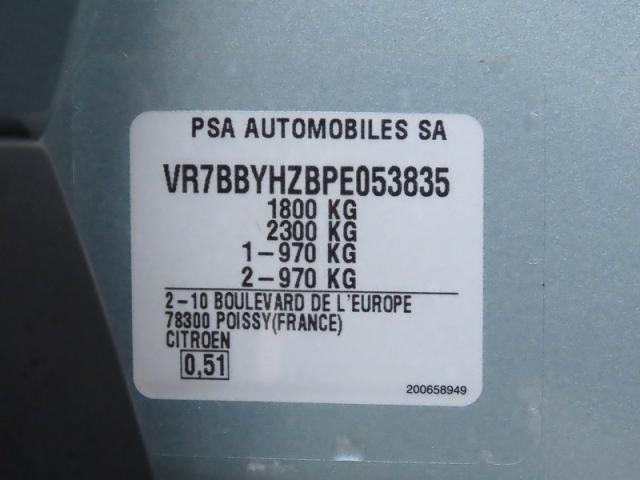 PSA AUTOMOBILES SA
VR7BBYHZBPE053835
1800 KG
2300 KG
1-970 KG
2-970 KG
2-10 BOULEVARD DE L'EUROPE
78300 POISSY(FRANCE)
CITROEN
0,51
200658949